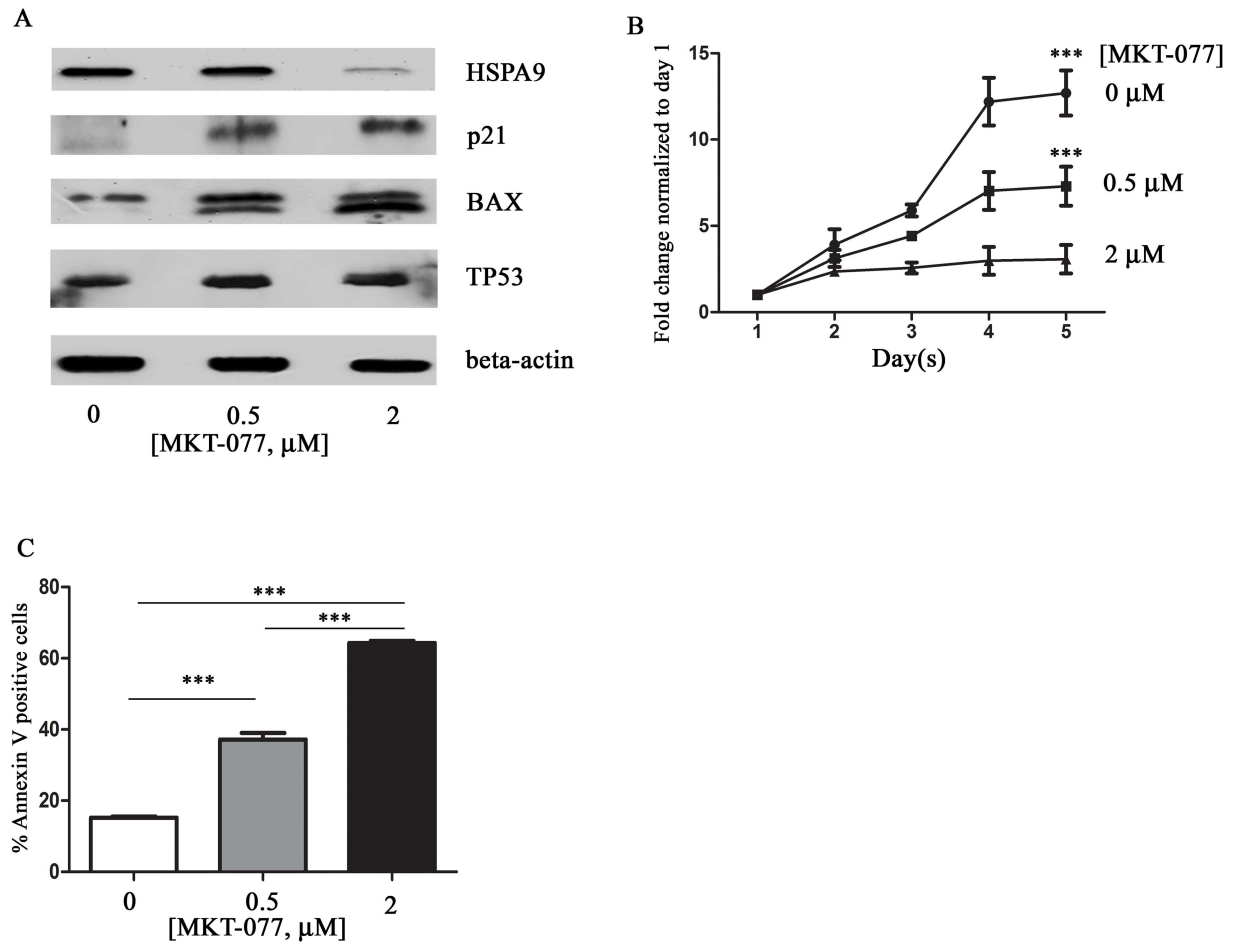 A
HSPA9
p21
BAX
TP53
beta-actin
0 0.5 2
[MKT-077, μM]
B
Fold change normalized to day 1
15
10
5
0
1 2 3 4 5
Day(s)
*** [MKT-077]
0 μM
***
0.5 μM
2 μM
C
% Annexin V positive cells
80
60
40
20
0
***
***
***
0 0.5 2
[MKT-077, μM]